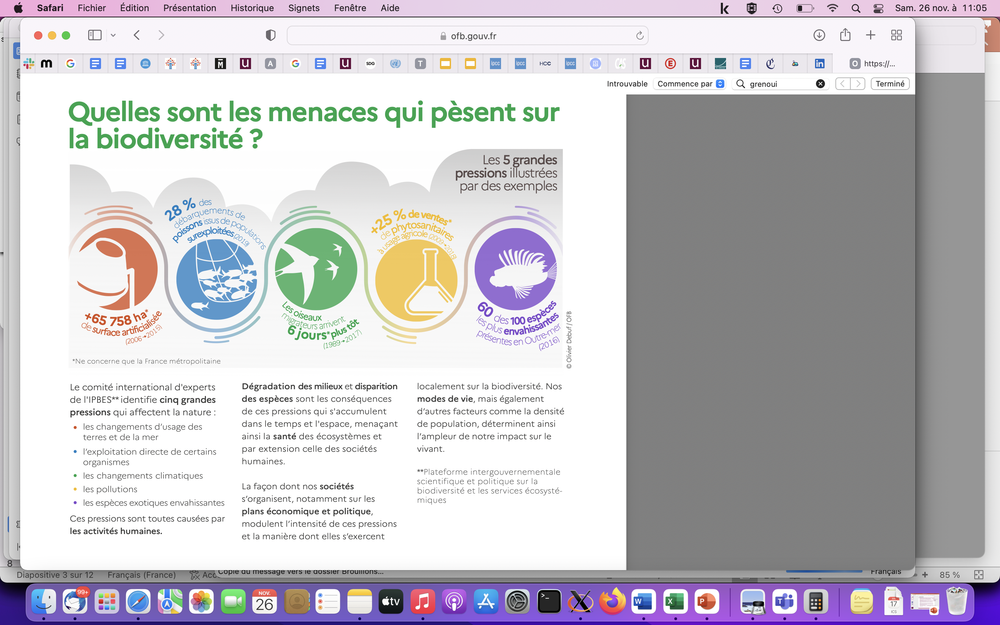 Safari Fichier Édition Présentation Historique Signets Fenêtre Aide
Sam. 26 nov. à 11:05
ofb.gouv.fr
SDG
T
ipcc
ipcc
HCC
ipcc
CAS
https://...
Introuvable
Commence par
grenoui
Terminé
Quelles sont les menaces qui pèsent sur
la biodiversité ?
Les 5 grandes
pressions illustrées
par des exemples
+65 758 ha*
de surface artificialisée
(2006→2015)
28 % des
débarquements de
poissons issus de populations
surexploitées (2019)
Les oiseaux
migrateurs arrivent
6 jours* plus tôt
(1989→2017)
+25 % de ventes*
de phytosanitaires
à usage agricole (2009→2018)
60 des 100 espèces
les plus envahissantes
présentes en Outre-mer
(2016)
*Ne concerne que la France métropolitaine
© Olivier Debuf / OFB
Le comité international d'experts
de l'IPBES** identifie cinq grandes
pressions qui affectent la nature :
• les changements d’usage des
terres et de la mer
• l’exploitation directe de certains
organismes
• les changements climatiques
• les pollutions
• les espèces exotiques envahissantes
Ces pressions sont toutes causées par
les activités humaines.
Dégradation des milieux et disparition
des espèces sont les conséquences
de ces pressions qui s'accumulent
dans le temps et l'espace, menaçant
ainsi la santé des écosystèmes et
par extension celle des sociétés
humaines.
La façon dont nos sociétés
s’organisent, notamment sur les
plans économique et politique,
modulent l’intensité de ces pressions
et la manière dont elles s’exercent
localement sur la biodiversité. Nos
modes de vie, mais également
d’autres facteurs comme la densité
de population, déterminent ainsi
l’ampleur de notre impact sur le
vivant.
**Plateforme intergouvernementale
scientifique et politique sur la
biodiversité et les services écosysté-
miques
8
Diapositive 3 sur 12 Français (France)
Copie du message vers le dossier Brouillons...
Français
85 %
99+
NOV.
26
tv
JUL
17
ICS